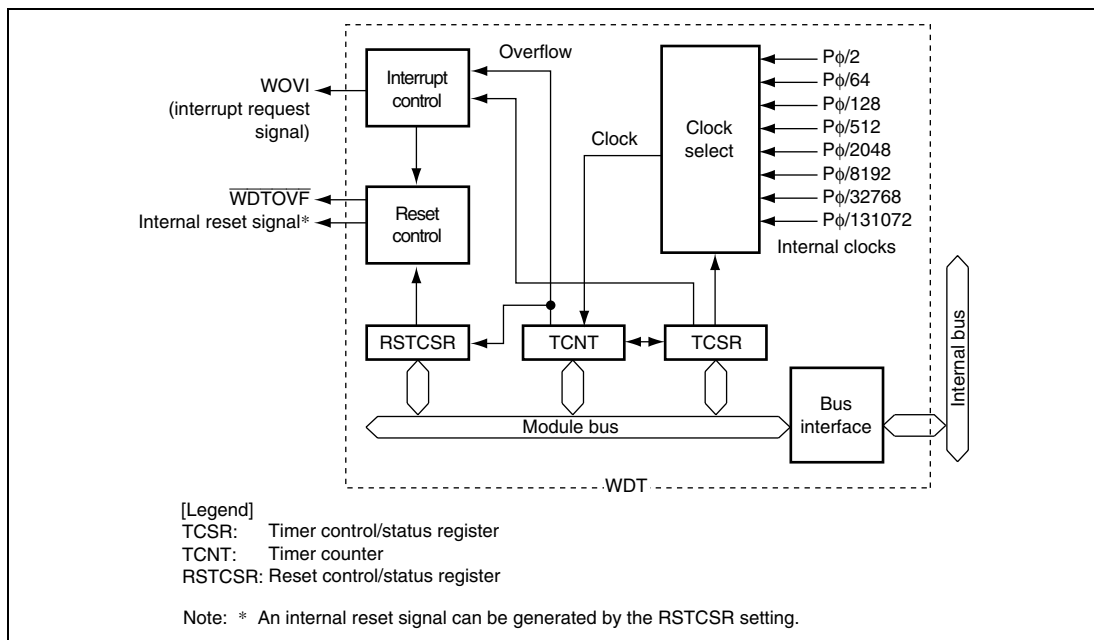 Overflow
Interrupt
control
WOVI
(interrupt request
signal)
Clock
Clock
select
Pϕ/2
Pϕ/64
Pϕ/128
Pϕ/512
Pϕ/2048
Pϕ/8192
Pϕ/32768
Pϕ/131072
Internal clocks
WDTOVF
Internal reset signal*
Reset
control
RSTCSR
TCNT
TCSR
Module bus
Bus
interface
Internal bus
WDT
[Legend]
TCSR: Timer control/status register
TCNT: Timer counter
RSTCSR: Reset control/status register
Note: * An internal reset signal can be generated by the RSTCSR setting.